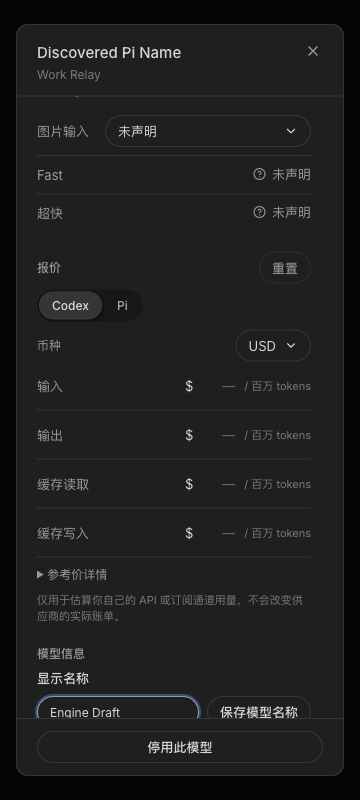 Discovered Pi Name
Work Relay
图片输入 未声明
Fast 未声明
超快 未声明
报价 重置
Codex Pi
币种 USD
输入 $ — / 百万 tokens
输出 $ — / 百万 tokens
缓存读取 $ — / 百万 tokens
缓存写入 $ — / 百万 tokens
参考价详情
仅用于估算你自己的 API 或订阅通道用量，不会改变供
应商的实际账单。
模型信息
显示名称
Engine Draft 保存模型名称
停用此模型